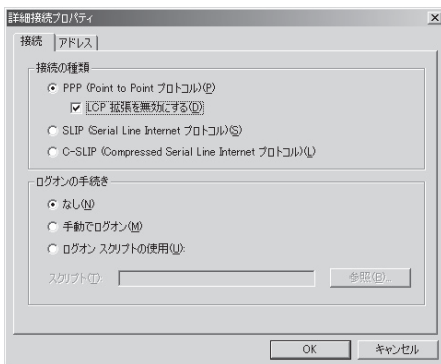 詳細接続プロパティ
接続 アドレス
接続の種類
PPP (Point to Point プロトコル)(P)
LCP 拡張を無効にする(D)
SLIP (Serial Line Internet プロトコル)(S)
C-SLIP (Compressed Serial Line Internet プロトコル)(L)
ログオンの手続き
なし(N)
手動でログオン(M)
ログオン スクリプトの使用(U):
スクリプト(T): 参照(B)...
OK キャンセル